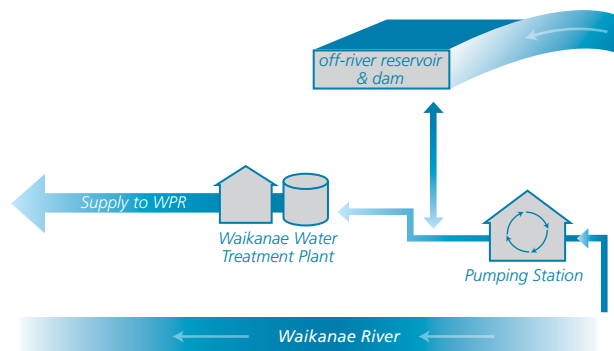 off-river reservoir
& dam
Supply to WPR
Waikanae Water
Treatment Plant
Pumping Station
Waikanae River